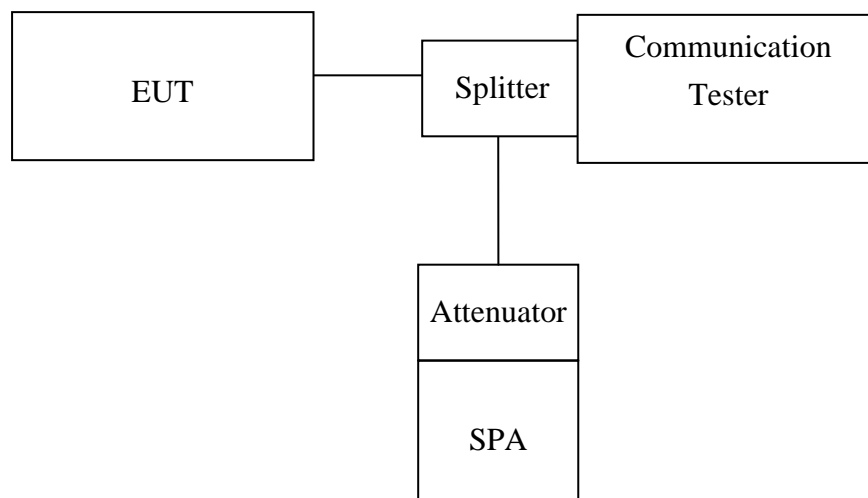 EUT
Splitter
Communication
Tester
Attenuator
SPA